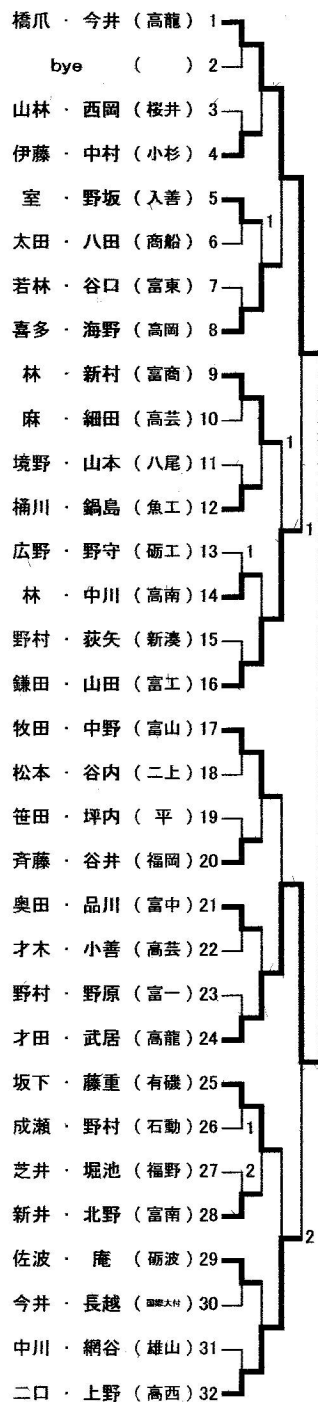 橋爪 ・ 今井 (高龍) 1
bye ( ) 2
山林 ・ 西岡 (桜井) 3
伊藤 ・ 中村 (小杉) 4
室 ・ 野坂 (入善) 5
1
太田 ・ 八田 (商船) 6
若林 ・ 谷口 (富東) 7
喜多 ・ 海野 (高岡) 8
林 ・ 新村 (富商) 9
麻 ・ 細田 (高芸) 10
1
境野 ・ 山本 (八尾) 11
桶川 ・ 鍋島 (魚工) 12
1
広野 ・ 野守 (砺工) 13 1
林 ・ 中川 (高南) 14
野村 ・ 荻矢 (新湊) 15
鎌田 ・ 山田 (富工) 16
牧田 ・ 中野 (富山) 17
松本 ・ 谷内 (二上) 18
笹田 ・ 坪内 (平) 19
斉藤 ・ 谷井 (福岡) 20
奥田 ・ 品川 (富中) 21
才木 ・ 小善 (高芸) 22
野村 ・ 野原 (富一) 23
才田 ・ 武居 (高龍) 24
坂下 ・ 藤重 (有磯) 25
成瀬 ・ 野村 (石動) 26 1
芝井 ・ 堀池 (福野) 27 2
新井 ・ 北野 (富南) 28
2
佐波 ・ 庵 (砺波) 29
今井 ・ 長越 (国際大付) 30
中川 ・ 網谷 (雄山) 31
二口 ・ 上野 (高西) 32